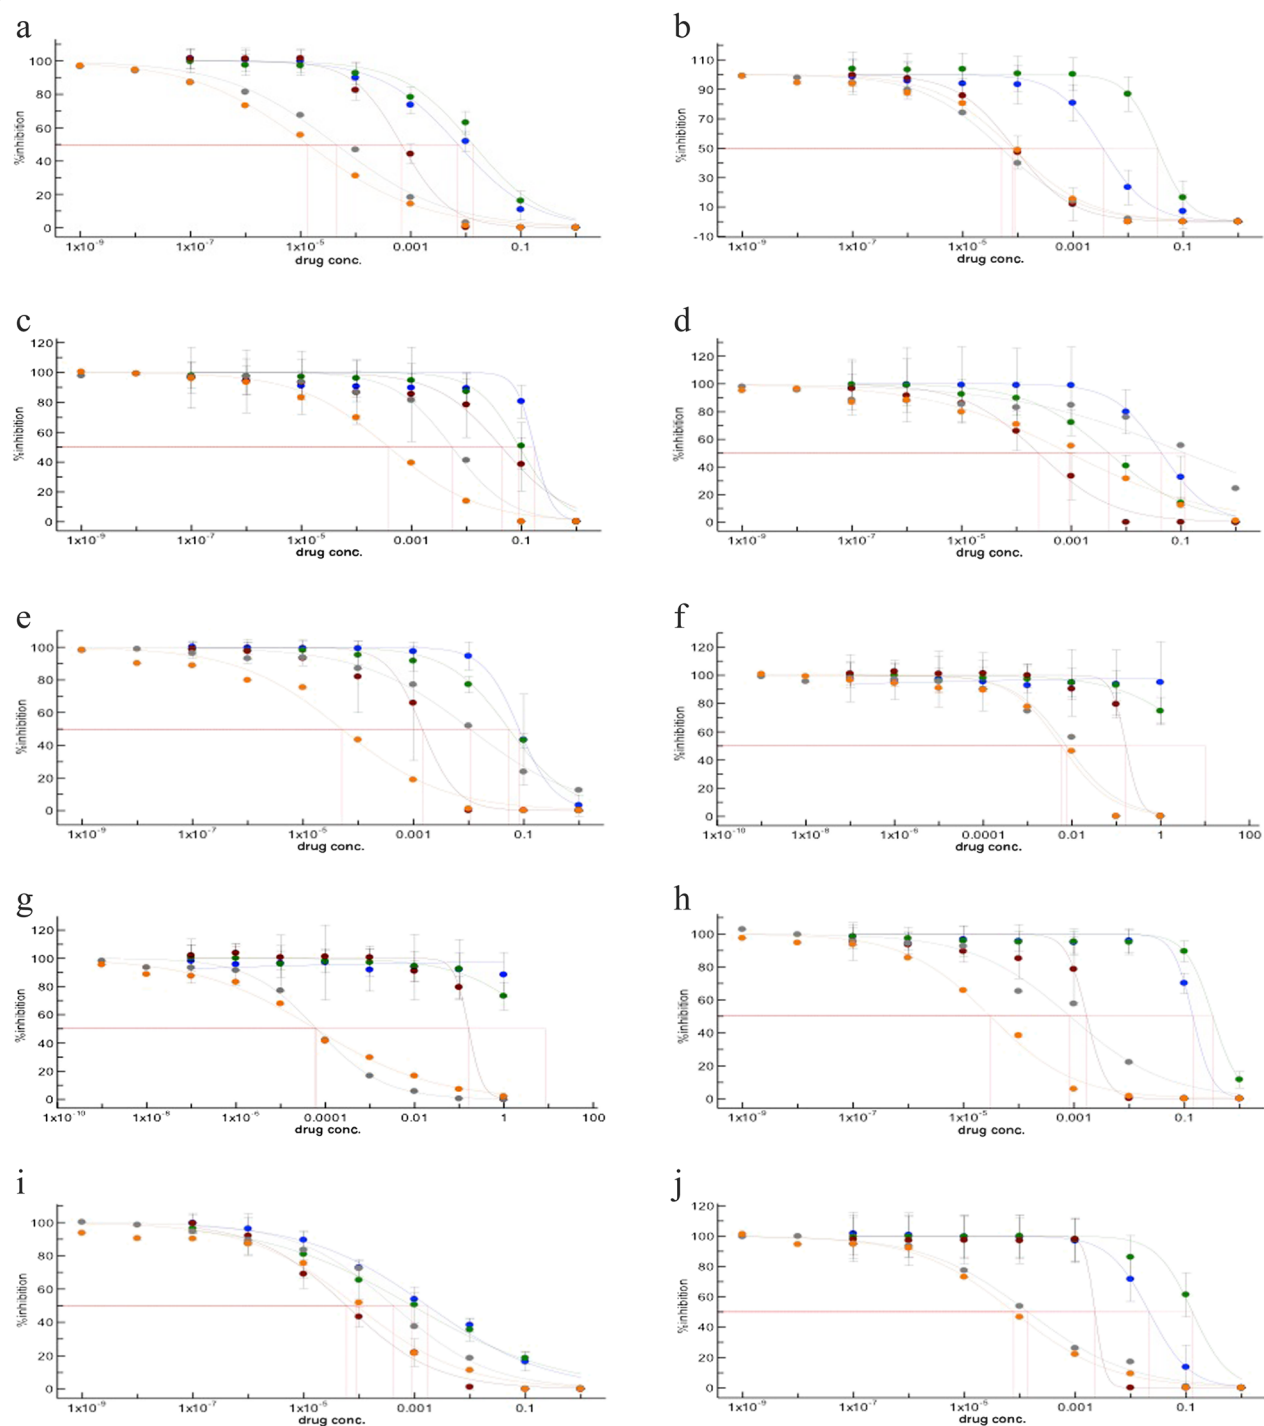 a
%inhibition
100
80
60
40
20
0
1x10⁻⁹
1x10⁻⁷
1x10⁻⁵
0.001
0.1
drug conc.
b
%inhibition
110
90
70
50
30
10
-10
1x10⁻⁹
1x10⁻⁷
1x10⁻⁵
0.001
0.1
drug conc.
c
%inhibition
120
100
80
60
40
20
0
1x10⁻⁹
1x10⁻⁷
1x10⁻⁵
0.001
0.1
drug conc.
d
%inhibition
120
100
80
60
40
20
0
1x10⁻⁹
1x10⁻⁷
1x10⁻⁵
0.001
0.1
drug conc.
e
%inhibition
100
80
60
40
20
0
1x10⁻⁹
1x10⁻⁷
1x10⁻⁵
0.001
0.1
drug conc.
f
%inhibition
120
100
80
60
40
20
0
1x10⁻¹⁰
1x10⁻⁸
1x10⁻⁶
0.0001
0.01
1
100
drug conc.
g
%inhibition
120
100
80
60
40
20
0
1x10⁻¹⁰
1x10⁻⁸
1x10⁻⁶
0.0001
0.01
1
100
drug conc.
h
%inhibition
100
80
60
40
20
0
1x10⁻⁹
1x10⁻⁷
1x10⁻⁵
0.001
0.1
drug conc.
i
%inhibition
100
80
60
40
20
0
1x10⁻⁹
1x10⁻⁷
1x10⁻⁵
0.001
0.1
drug conc.
j
%inhibition
120
100
80
60
40
20
0
1x10⁻⁹
1x10⁻⁷
1x10⁻⁵
0.001
0.1
drug conc.